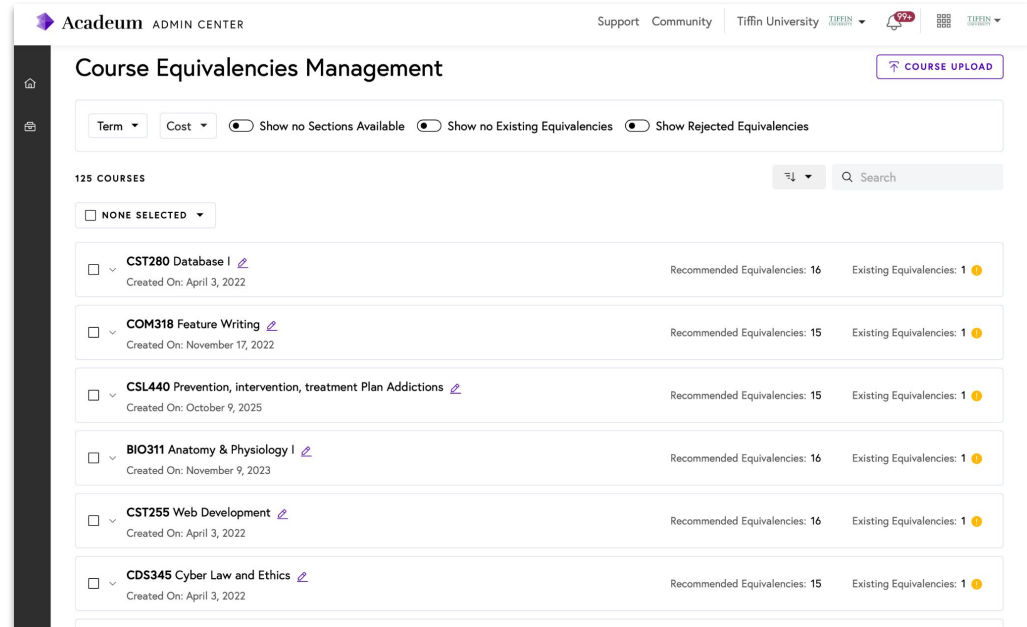 Acadeum ADMIN CENTER
Support Community Tiffin University TIFFIN UNIVERSITY 99+ TIFFIN UNIVERSITY
Course Equivalencies Management
COURSE UPLOAD
Term Cost Show no Sections Available Show no Existing Equivalencies Show Rejected Equivalencies
125 COURSES
Search
NONE SELECTED
CST280 Database I
Created On: April 3, 2022
Recommended Equivalencies: 16 Existing Equivalencies: 1
COM318 Feature Writing
Created On: November 17, 2022
Recommended Equivalencies: 15 Existing Equivalencies: 1
CSL440 Prevention, intervention, treatment Plan Addictions
Created On: October 9, 2025
Recommended Equivalencies: 15 Existing Equivalencies: 1
BIO311 Anatomy & Physiology I
Created On: November 9, 2023
Recommended Equivalencies: 16 Existing Equivalencies: 1
CST255 Web Development
Created On: April 3, 2022
Recommended Equivalencies: 16 Existing Equivalencies: 1
CDS345 Cyber Law and Ethics
Created On: April 3, 2022
Recommended Equivalencies: 15 Existing Equivalencies: 1